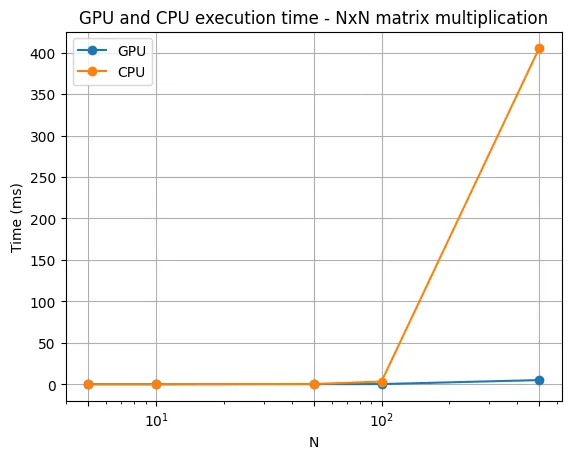 GPU and CPU execution time - NxN matrix multiplication
GPU
CPU
400
350
300
250
200
150
100
50
0
Time (ms)
10¹
10²
N